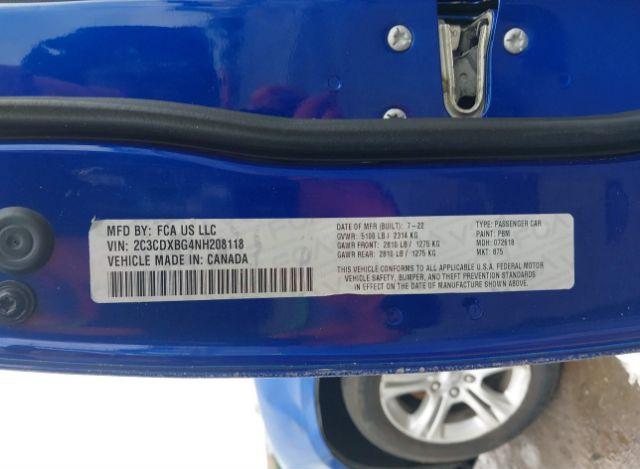 MFD BY: FCA US LLC
VIN: 2C3CDXBG4NH208118
VEHICLE MADE IN: CANADA
DATE OF MFR (BUILT): 7-22
GVWR: 5100 LB / 2314 KG
GAWR FRONT: 2810 LB / 1275 KG
GAWR REAR: 2810 LB / 1275 KG
TYPE: PASSENGER CAR
PAINT: PBM
MDH: 072618
MKT: 875
THIS VEHICLE CONFORMS TO ALL APPLICABLE U.S.A. FEDERAL MOTOR
VEHICLE SAFETY, BUMPER, AND THEFT PREVENTION STANDARDS
IN EFFECT ON THE DATE OF MANUFACTURE SHOWN ABOVE.